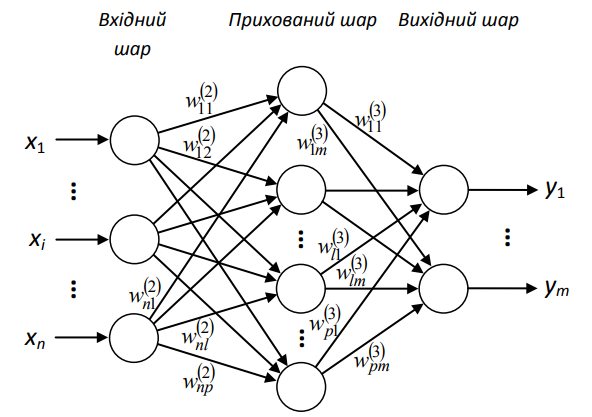 Вхідний
шар
Прихований шар
Вихідний шар
w₁₁⁽²⁾
w₁₂⁽²⁾
w₁₁⁽³⁾
w₁ₘ⁽³⁾
x₁
y₁
xᵢ
wₗ₁⁽³⁾
wₗₘ⁽³⁾
wₙ₁⁽²⁾
yₘ
xₙ
wₙₗ⁽²⁾
wₚ₁⁽³⁾
wₚₘ⁽³⁾
wₙₚ⁽²⁾